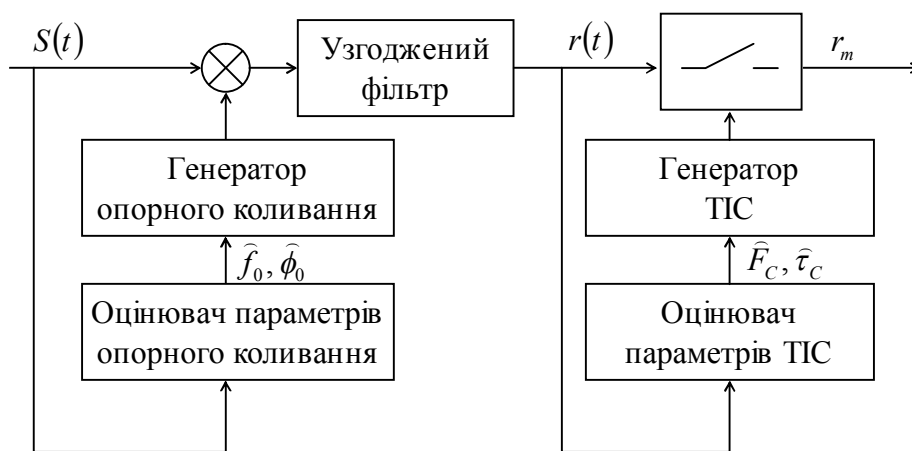 S(t)
Узгоджений
фільтр
r(t)
r_m
Генератор
опорного коливання
Генератор
ТІС
f̂₀, ϕ̂₀
F̂_C, τ̂_C
Оцінювач параметрів
опорного коливання
Оцінювач
параметрів ТІС